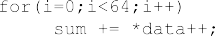 for(i=0;i<64;i++)
    sum += *data++;